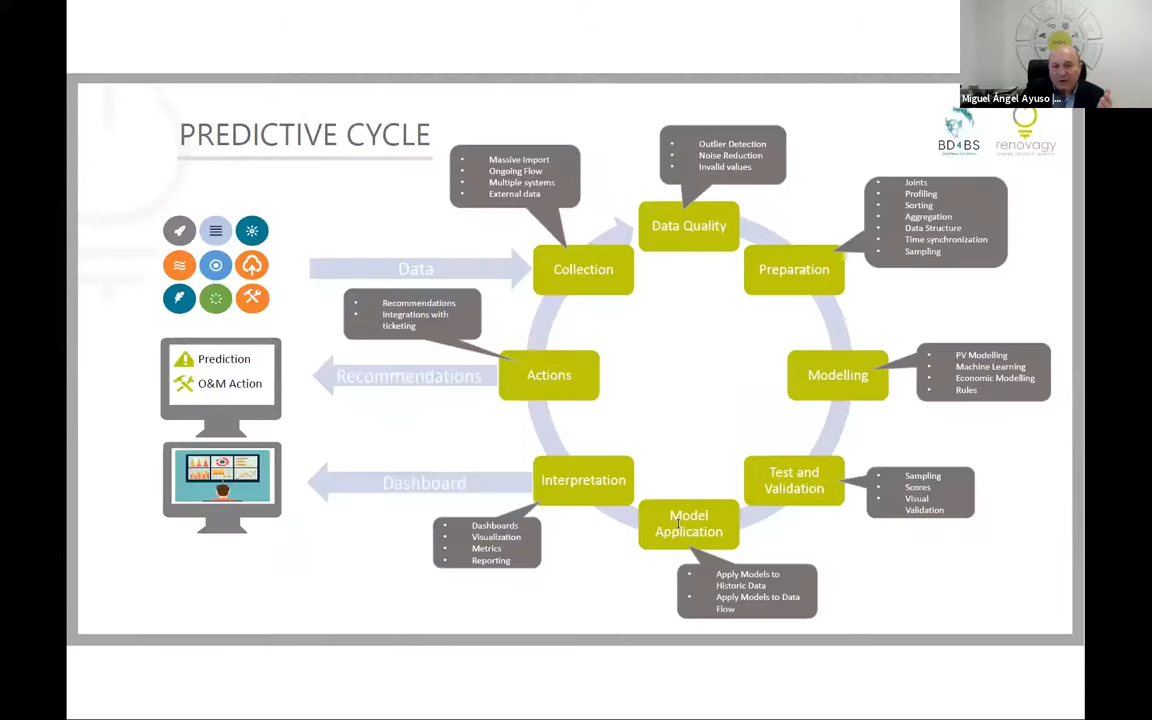 Miguel Ángel Ayuso |...
PREDICTIVE CYCLE
BD4BS
renovagy
Massive Import
Ongoing Flow
Multiple systems
External data
Outlier Detection
Noise Reduction
Invalid values
Joints
Profiling
Sorting
Aggregation
Data Structure
Time synchronization
Sampling
Data Quality
Data
Collection
Preparation
Recommendations
Integrations with
ticketing
Prediction
O&M Action
Recommendations
Actions
Modelling
PV Modelling
Machine Learning
Economic Modelling
Rules
Dashboard
Interpretation
Test and
Validation
Sampling
Scores
Visual
Validation
Model
Application
Dashboards
Visualization
Metrics
Reporting
Apply Models to
Historic Data
Apply Models to Data
Flow